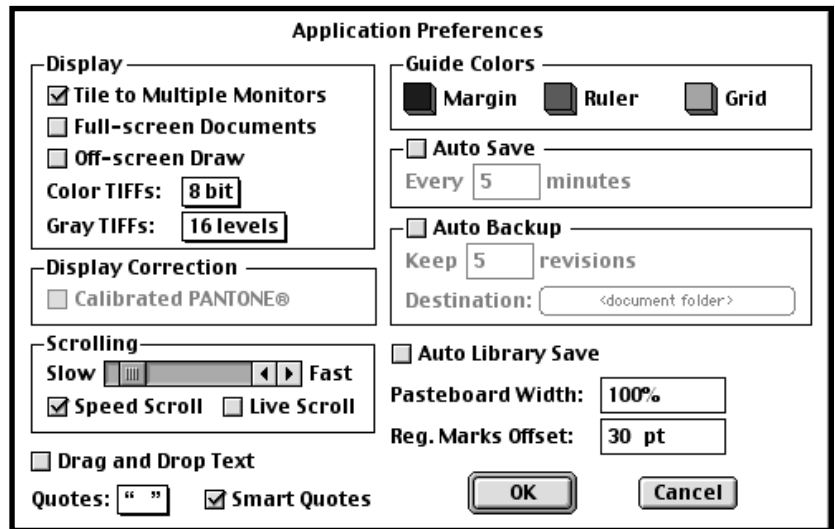 Application Preferences
Display
Tile to Multiple Monitors
Full-screen Documents
Off-screen Draw
Color TIFFs: 8 bit
Gray TIFFs: 16 levels
Display Correction
Calibrated PANTONE®
Scrolling
Slow Fast
Speed Scroll Live Scroll
Drag and Drop Text
Quotes: “ ” Smart Quotes
Guide Colors
Margin Ruler Grid
Auto Save
Every 5 minutes
Auto Backup
Keep 5 revisions
Destination: <document folder>
Auto Library Save
Pasteboard Width: 100%
Reg. Marks Offset: 30 pt
OK Cancel